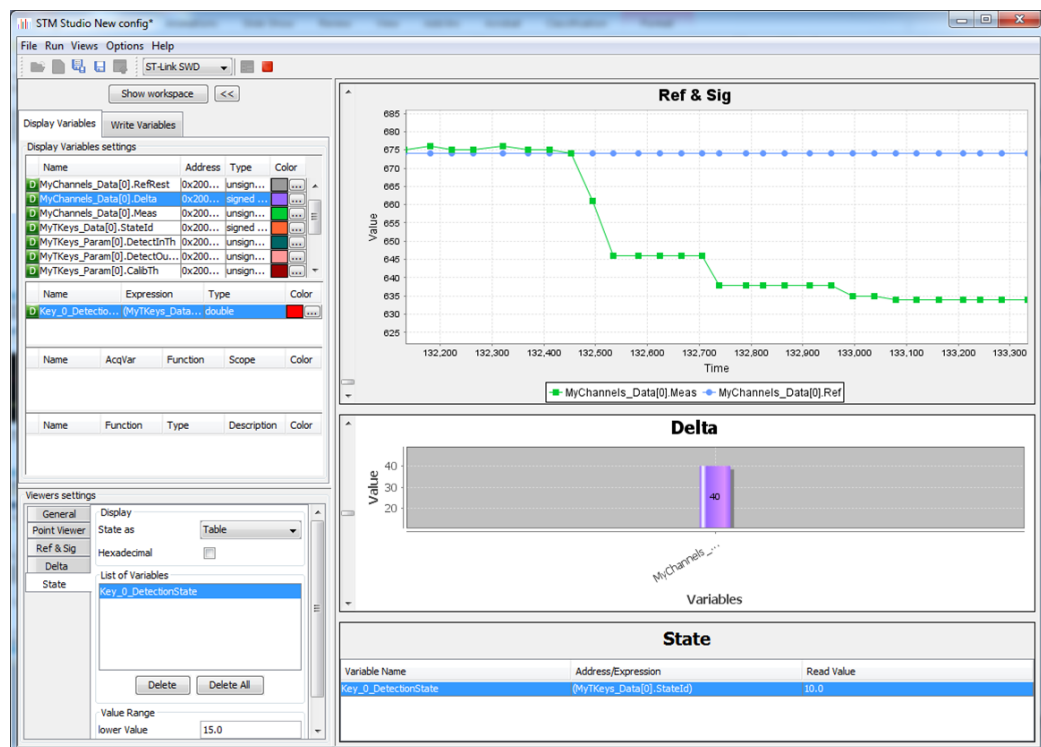 STM Studio New config*
File Run Views Options Help
ST-Link SWD
Show workspace <<
Display Variables Write Variables
Display Variables settings
Name Address Type Color
D MyChannels_Data[0].RefRest 0x200... unsign... ...
D MyChannels_Data[0].Delta 0x200... signed ... ...
D MyChannels_Data[0].Meas 0x200... unsign... ...
D MyTKeys_Data[0].StateId 0x200... signed ... ...
D MyTKeys_Param[0].DetectInTh 0x200... unsign... ...
D MyTKeys_Param[0].DetectOu... 0x200... unsign... ...
D MyTKeys_Param[0].CalibTh 0x200... unsign... ...
Name Expression Type Color
D Key_0_Detectio... (MyTKeys_Data... double ...
Name AcqVar Function Scope Color
Name Function Type Description Color
Viewers settings
General
Point Viewer
Ref & Sig
Delta
State
Display
State as Table
Hexadecimal
List of Variables
Key_0_DetectionState
Delete Delete All
Value Range
lower Value 15.0
Ref & Sig
Value
685
680
675
670
665
660
655
650
645
640
635
630
625
132,200 132,300 132,400 132,500 132,600 132,700 132,800 132,900 133,000 133,100 133,200 133,300
Time
MyChannels_Data[0].Meas MyChannels_Data[0].Ref
Delta
Value
40
30
20
40
MyChannels_...
Variables
State
Variable Name Address/Expression Read Value
Key_0_DetectionState (MyTKeys_Data[0].StateId) 10.0